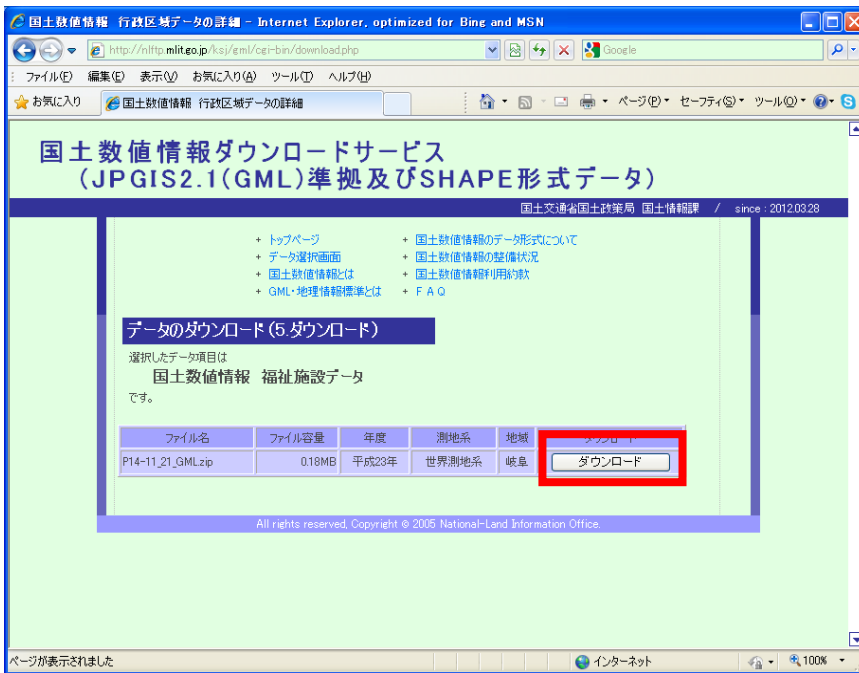 国土数値情報 行政区域データの詳細 - Internet Explorer, optimized for Bing and MSN
http://nlftp.mlit.go.jp/ksj/gml/cgi-bin/download.php
Google
ファイル(F) 編集(E) 表示(V) お気に入り(A) ツール(T) ヘルプ(H)
お気に入り 国土数値情報 行政区域データの詳細 ページ(P) セーフティ(S) ツール(O)
国土数値情報ダウンロードサービス
(JPGIS2.1(GML)準拠及びSHAPE形式データ)
国土交通省国土政策局 国土情報課 / since : 2012.03.28
+ トップページ + 国土数値情報のデータ形式について
+ データ選択画面 + 国土数値情報の整備状況
+ 国土数値情報とは + 国土数値情報利用約款
+ GML・地理情報標準とは + F A Q
データのダウンロード(5.ダウンロード)
選択したデータ項目は
国土数値情報 福祉施設データ
です。
ファイル名 ファイル容量 年度 測地系 地域
P14-11_21_GML.zip 0.18MB 平成23年 世界測地系 岐阜 ダウンロード
All rights reserved, Copyright © 2005 National-Land Information Office.
ページが表示されました インターネット 100%